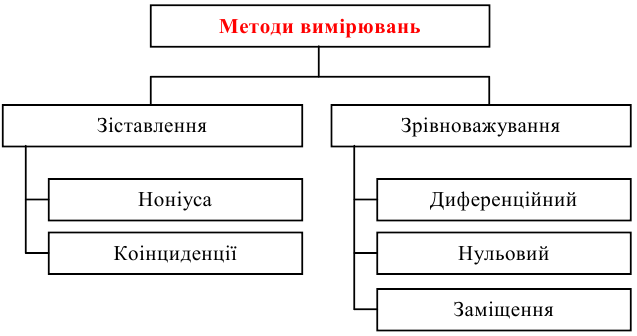 Методи вимірювань
Зіставлення
Зрівноважування
Ноніуса
Коінциденції
Диференційний
Нульовий
Заміщення